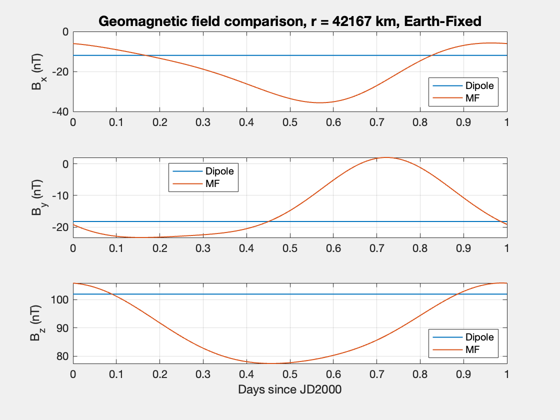 Geomagnetic field comparison, r = 42167 km, Earth-Fixed
0
-20
-40
B_x (nT)
Dipole
MF
0 0.1 0.2 0.3 0.4 0.5 0.6 0.7 0.8 0.9 1
0
-10
-20
B_y (nT)
Dipole
MF
0 0.1 0.2 0.3 0.4 0.5 0.6 0.7 0.8 0.9 1
100
90
80
B_z (nT)
Dipole
MF
0 0.1 0.2 0.3 0.4 0.5 0.6 0.7 0.8 0.9 1
Days since JD2000